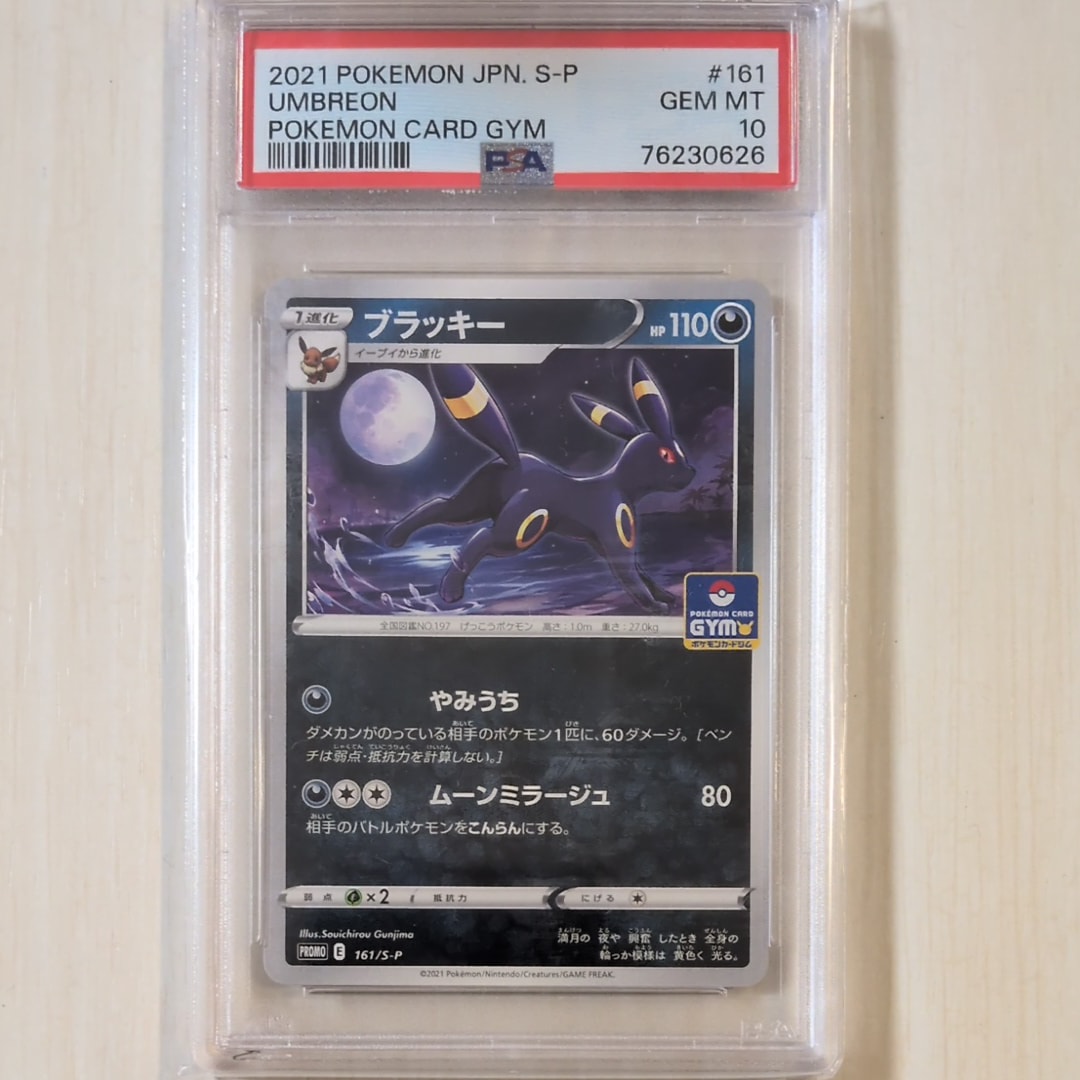 2021 POKEMON JPN. S-P #161
UMBREON GEM MT
POKEMON CARD GYM 10
PSA 76230626
1進化 ブラッキー HP 110
イーブイから進化
POKÉMON CARD
GYM
ポケモンカードジム
全国図鑑NO.197 げっこうポケモン 高さ:1.0m 重さ:27.0kg
やみうち
ダメカンがのっている相手のポケモン1匹に、60ダメージ。[ベン
チは弱点・抵抗力を計算しない。]
ムーンミラージュ 80
相手のバトルポケモンをこんらんにする。
弱点 ×2 抵抗力 にげる
Illus.Souichirou Gunjima
満月の 夜や 興奮 したとき 全身の
輪っか模様は 黄色く 光る。
PROMO E 161/S-P
©2021 Pokémon/Nintendo/Creatures/GAME FREAK.